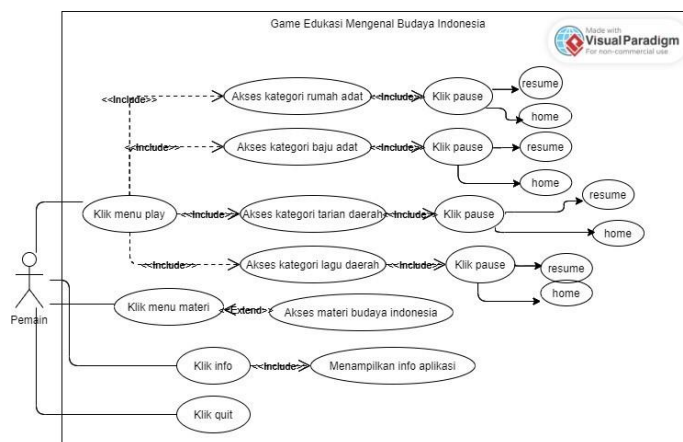 Game Edukasi Mengenal Budaya Indonesia
Made with
Visual Paradigm
For non-commercial use
<<Include>>
Akses kategori rumah adat
<<Include>>
Klik pause
resume
home
<<Include>>
Akses kategori baju adat
<<Include>>
Klik pause
resume
home
Klik menu play
<<Include>>
Akses kategori tarian daerah
<<Include>>
Klik pause
resume
home
<<Include>>
Akses kategori lagu daerah
<<Include>>
Klik pause
resume
home
Pemain
Klik menu materi
<<Extend>>
Akses materi budaya indonesia
Klik info
<<Include>>
Menampilkan info aplikasi
Klik quit